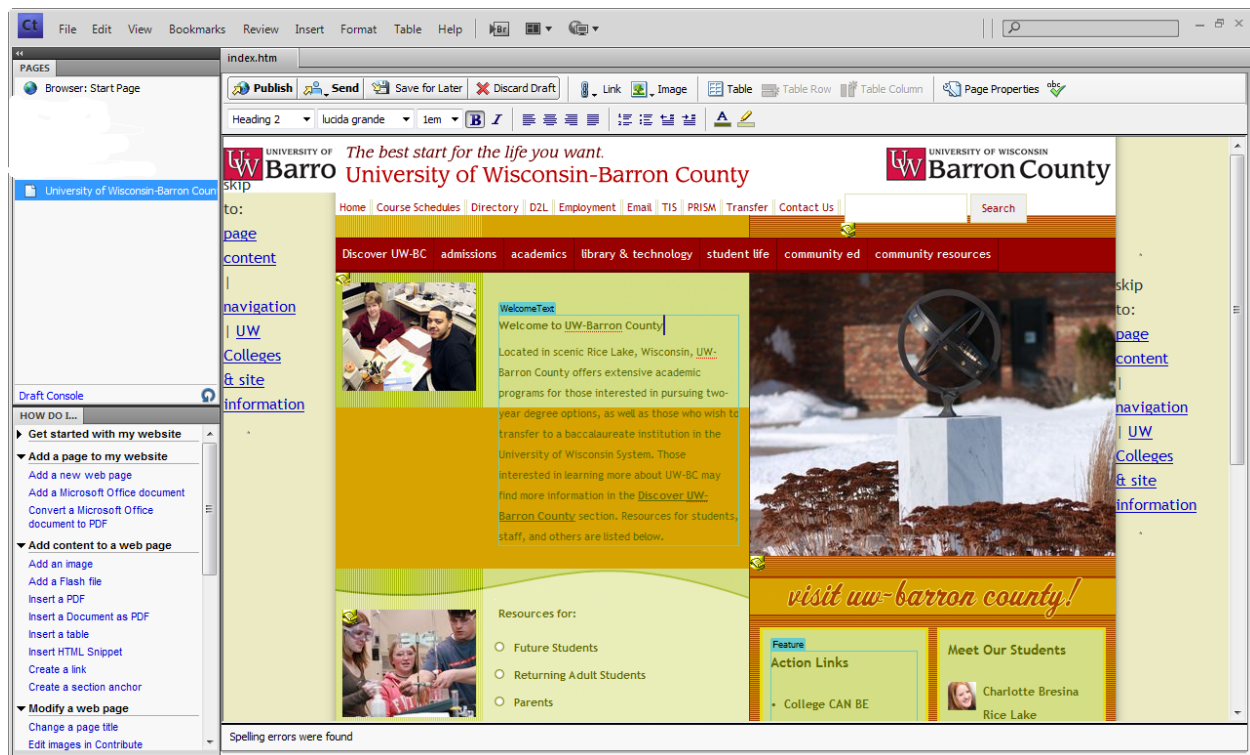 Ct File Edit View Bookmarks Review Insert Format Table Help Br
PAGES
Browser: Start Page
University of Wisconsin-Barron Coun
Draft Console
HOW DO I...
Get started with my website
Add a page to my website
Add a new web page
Add a Microsoft Office document
Convert a Microsoft Office
document to PDF
Add content to a web page
Add an image
Add a Flash file
Insert a PDF
Insert a Document as PDF
Insert a table
Insert HTML Snippet
Create a link
Create a section anchor
Modify a web page
Change a page title
Edit images in Contribute
index.htm
Publish Send Save for Later Discard Draft Link Image Table Table Row Table Column Page Properties abc
Heading 2 lucida grande 1em B I A
UW UNIVERSITY OF
Barro
The best start for the life you want.
University of Wisconsin-Barron County
UW UNIVERSITY OF WISCONSIN
Barron County
skip
to:
page
content
|
navigation
| UW
Colleges
& site
information
Home Course Schedules Directory D2L Employment Email TIS PRISM Transfer Contact Us Search
Discover UW-BC admissions academics library & technology student life community ed community resources
WelcomeText
Welcome to UW-Barron County
Located in scenic Rice Lake, Wisconsin, UW-
Barron County offers extensive academic
programs for those interested in pursuing two-
year degree options, as well as those who wish to
transfer to a baccalaureate institution in the
University of Wisconsin System. Those
interested in learning more about UW-BC may
find more information in the Discover UW-
Barron County section. Resources for students,
staff, and others are listed below.
Resources for:
Future Students
Returning Adult Students
Parents
visit uw-barron county!
Feature
Action Links
College CAN BE
Meet Our Students
Charlotte Bresina
Rice Lake
skip
to:
page
content
|
navigation
| UW
Colleges
& site
information
Spelling errors were found